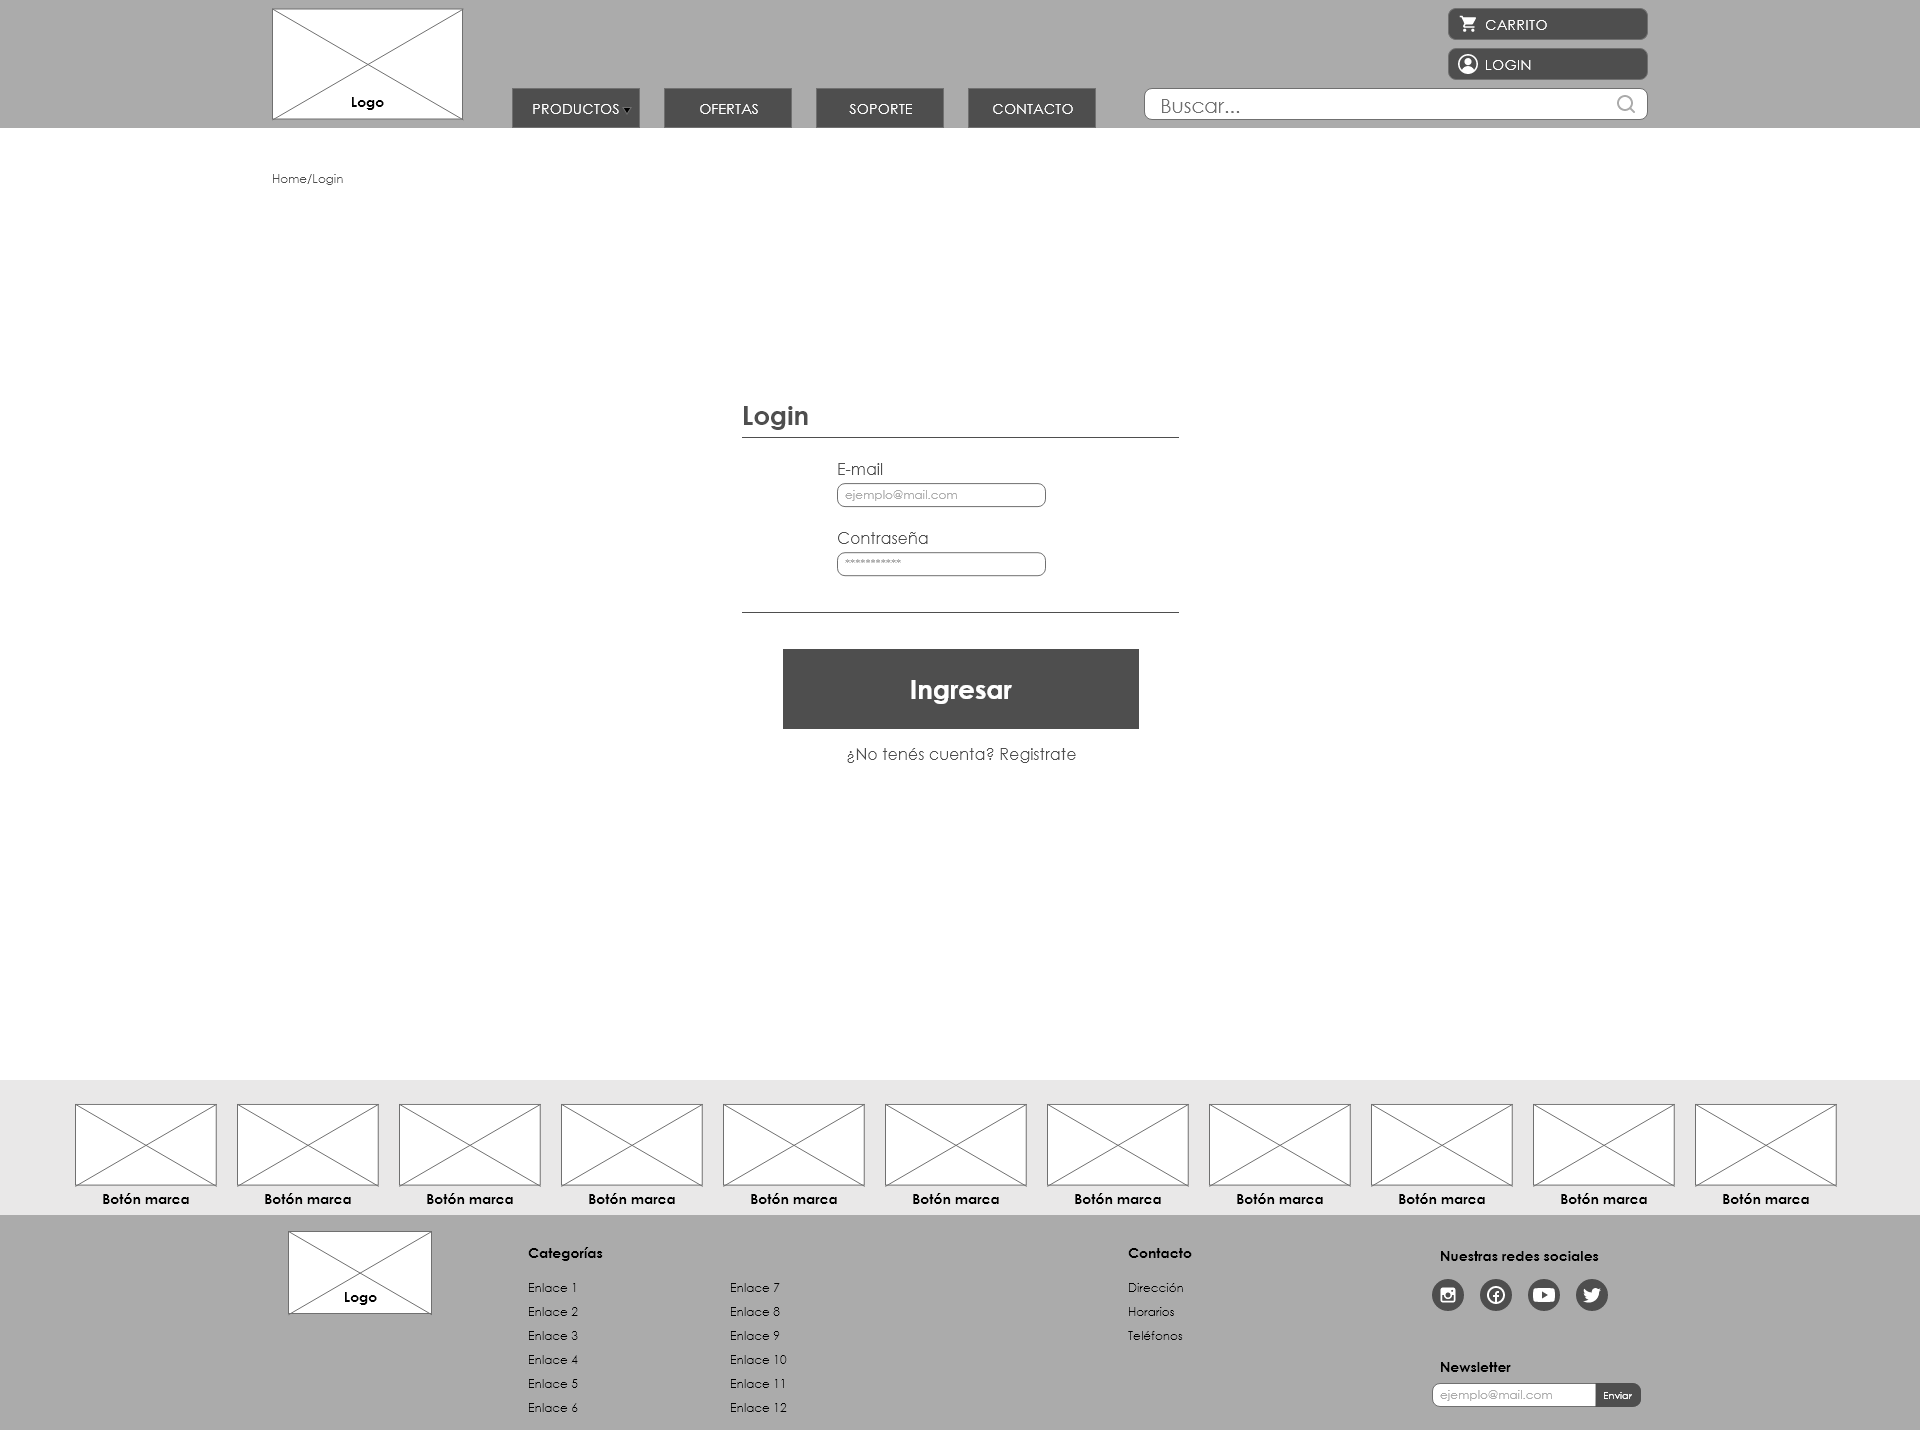 Logo
CARRITO
LOGIN
PRODUCTOS
OFERTAS
SOPORTE
CONTACTO
Buscar...
Home/Login
Login
E-mail
ejemplo@mail.com
Contraseña
***********
Ingresar
¿No tenés cuenta? Registrate
Botón marca
Botón marca
Botón marca
Botón marca
Botón marca
Botón marca
Botón marca
Botón marca
Botón marca
Botón marca
Botón marca
Logo
Categorías
Enlace 1
Enlace 2
Enlace 3
Enlace 4
Enlace 5
Enlace 6
Enlace 7
Enlace 8
Enlace 9
Enlace 10
Enlace 11
Enlace 12
Contacto
Dirección
Horarios
Teléfonos
Nuestras redes sociales
Newsletter
ejemplo@mail.com
Enviar